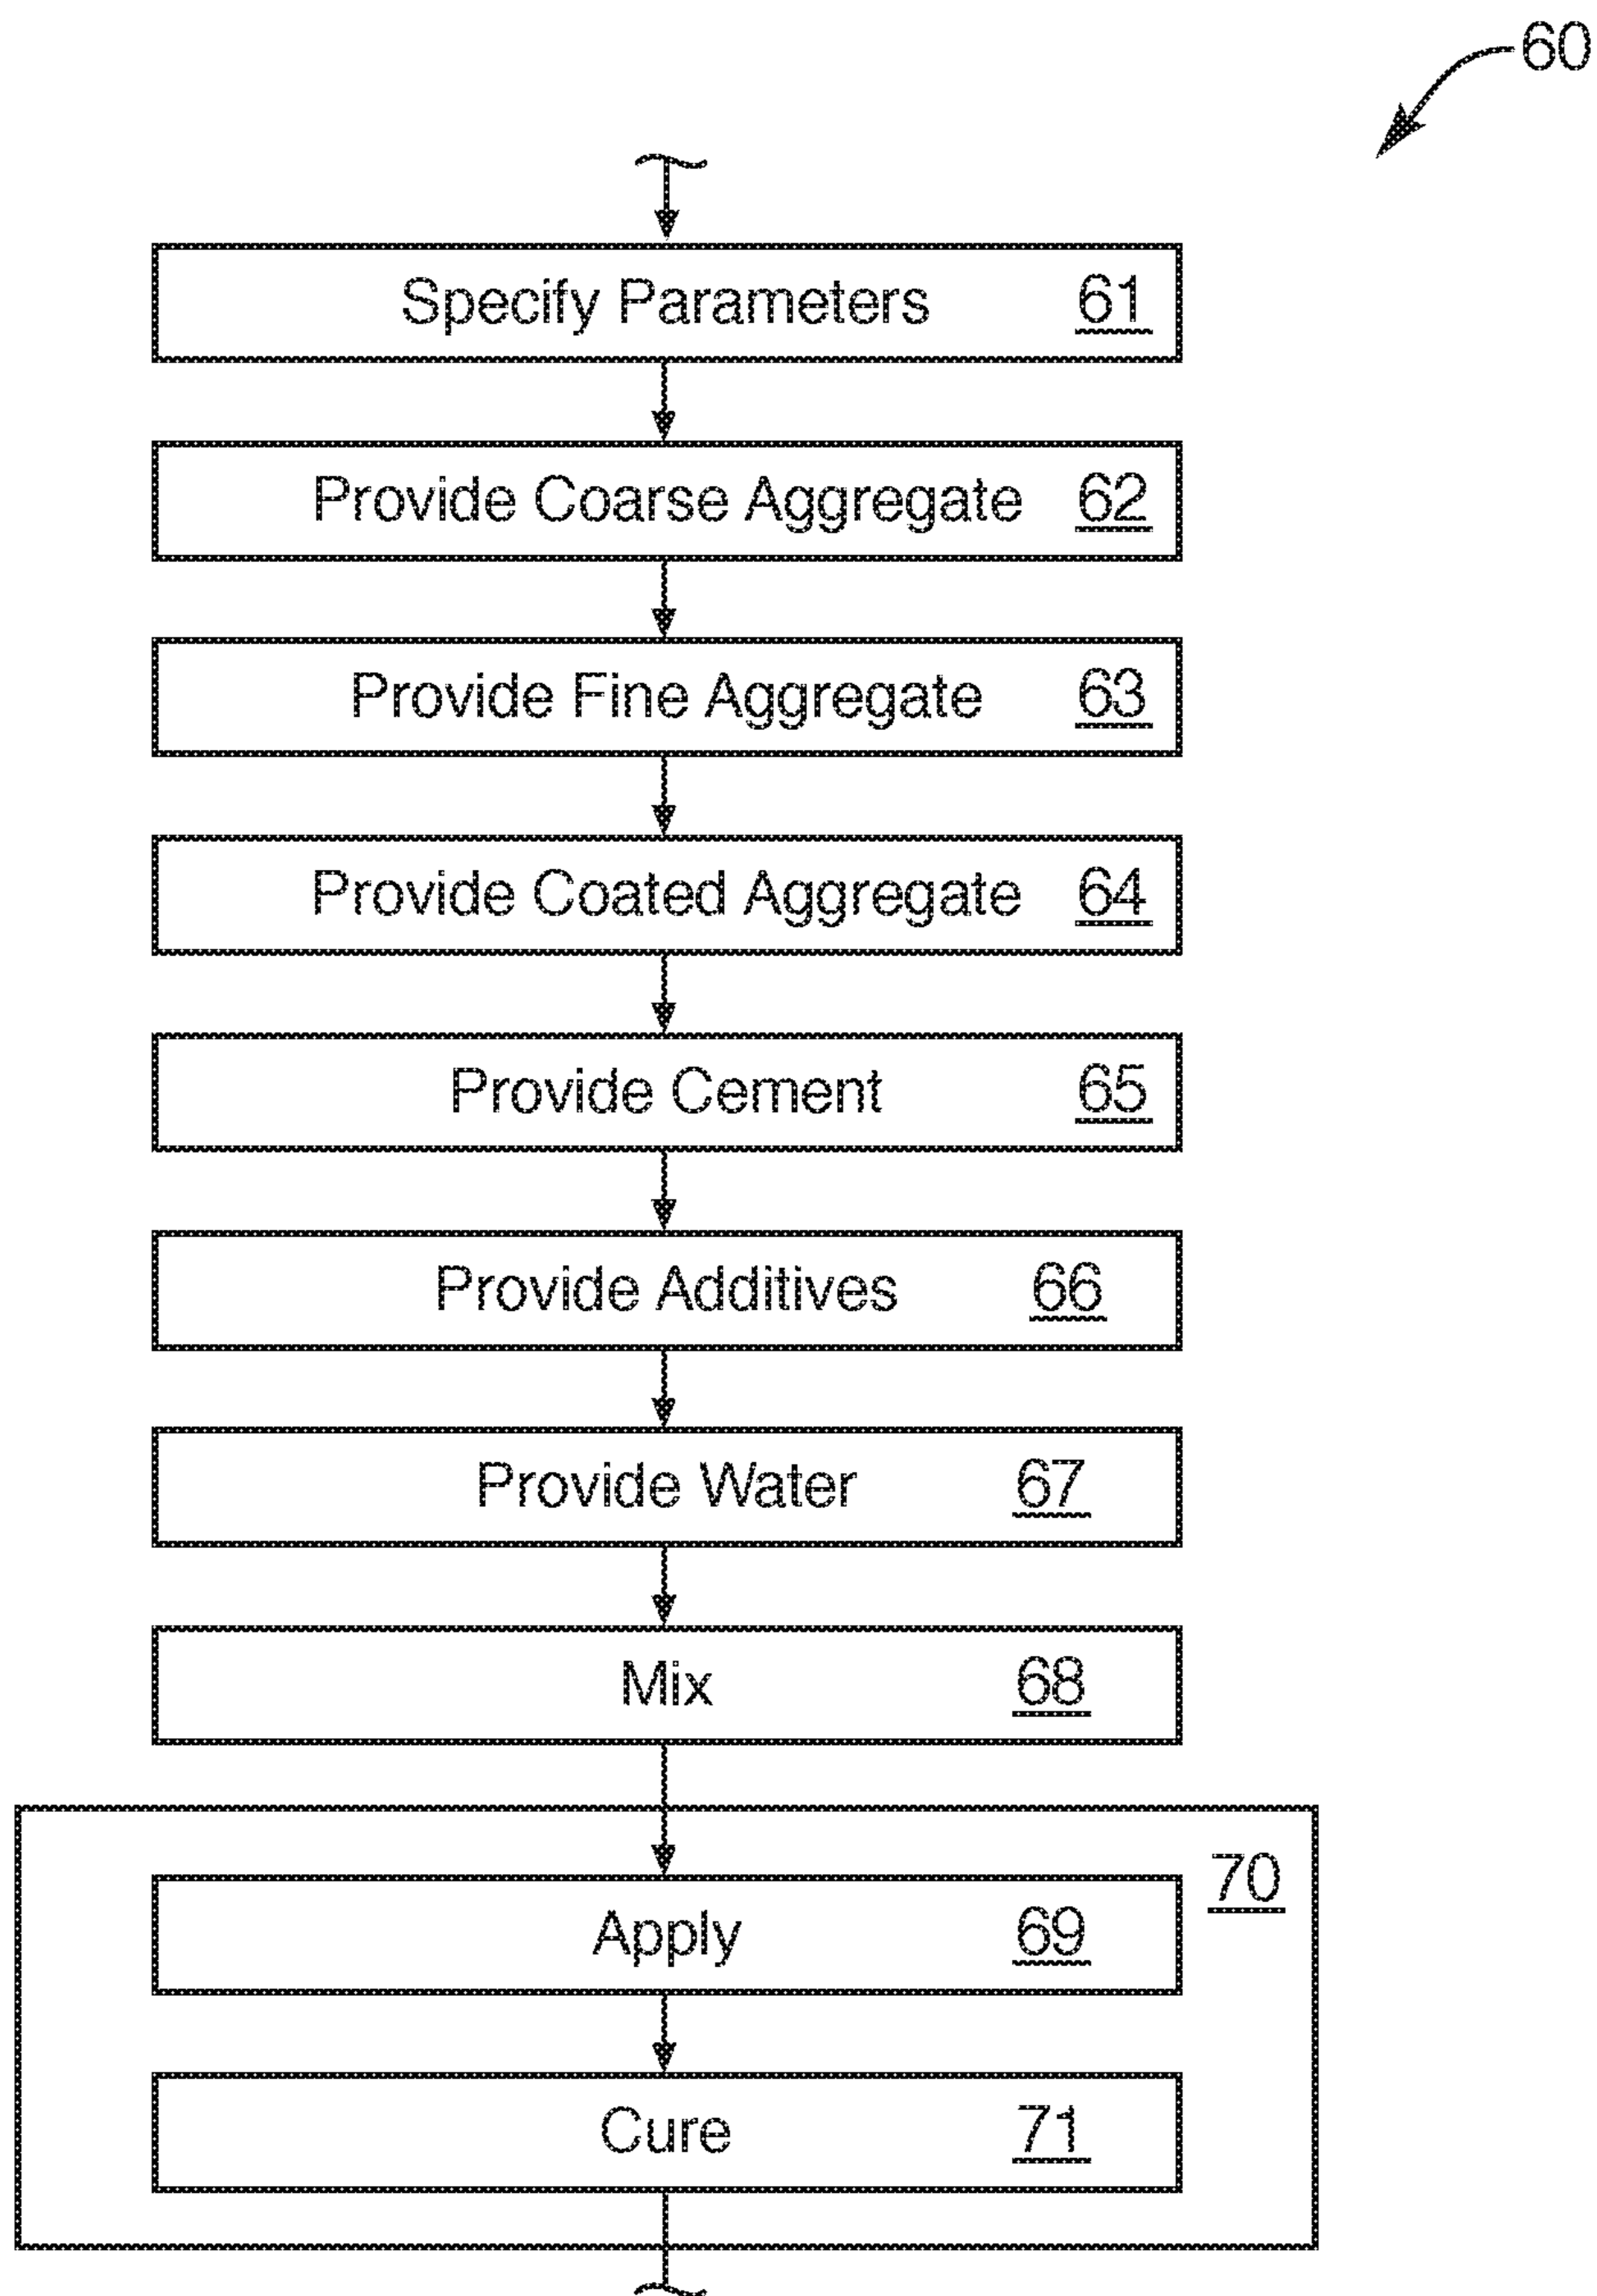 60
Specify Parameters 61
Provide Coarse Aggregate 62
Provide Fine Aggregate 63
Provide Coated Aggregate 64
Provide Cement 65
Provide Additives 66
Provide Water 67
Mix 68
70
Apply 69
Cure 71